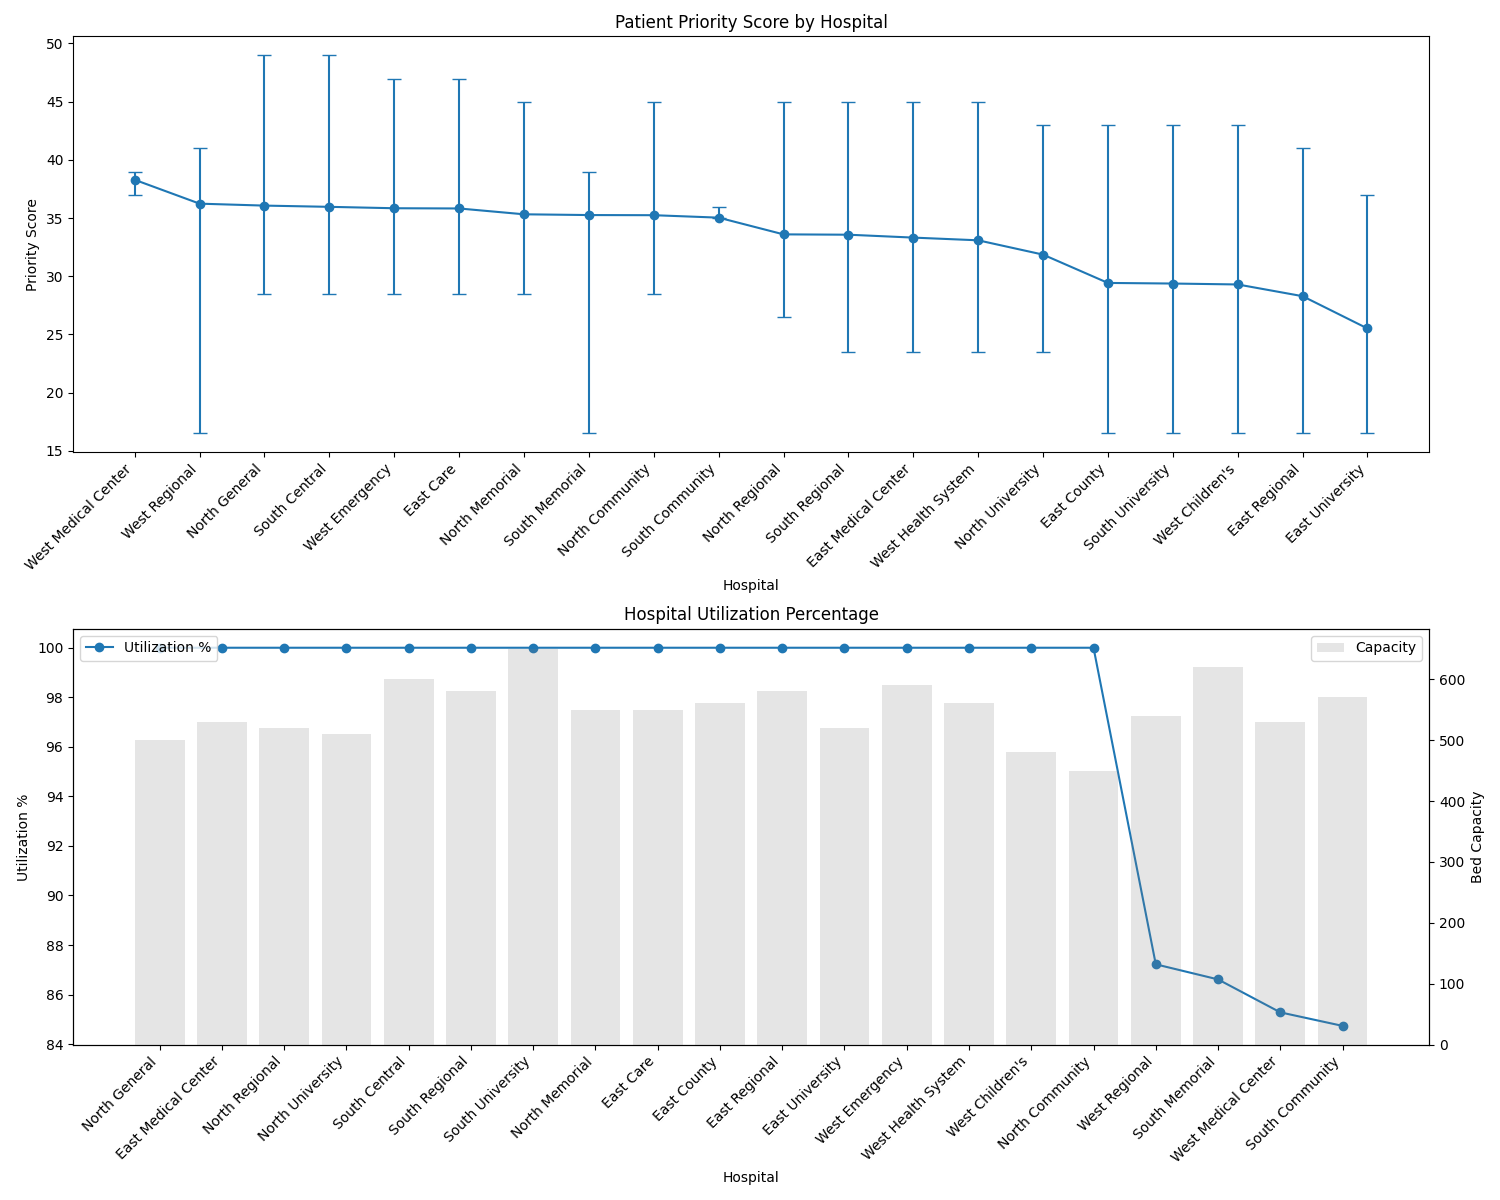 Patient Priority Score by Hospital
50
45
40
35
30
25
20
15
Priority Score
West Medical Center
West Regional
North General
South Central
West Emergency
East Care
North Memorial
South Memorial
North Community
South Community
North Regional
South Regional
East Medical Center
West Health System
North University
East County
South University
West Children's
East Regional
East University
Hospital
Hospital Utilization Percentage
Utilization %
Capacity
100
98
96
94
92
90
88
86
84
Utilization %
600
500
400
300
200
100
0
Bed Capacity
North General
East Medical Center
North Regional
North University
South Central
South Regional
South University
North Memorial
East Care
East County
East Regional
East University
West Emergency
West Health System
West Children's
North Community
West Regional
South Memorial
West Medical Center
South Community
Hospital